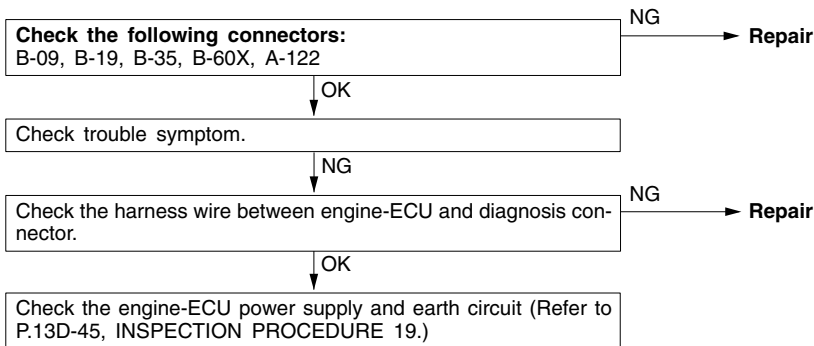 NG
Check the following connectors:
Repair
B-09, B-19, B-35, B-60X, A-122
OK
Check trouble symptom.
NG
NG
Check the harness wire between engine-ECU and diagnosis con-
Repair
nector.
OK
Check the engine-ECU power supply and earth circuit (Refer to
P.13D-45, INSPECTION PROCEDURE 19.)